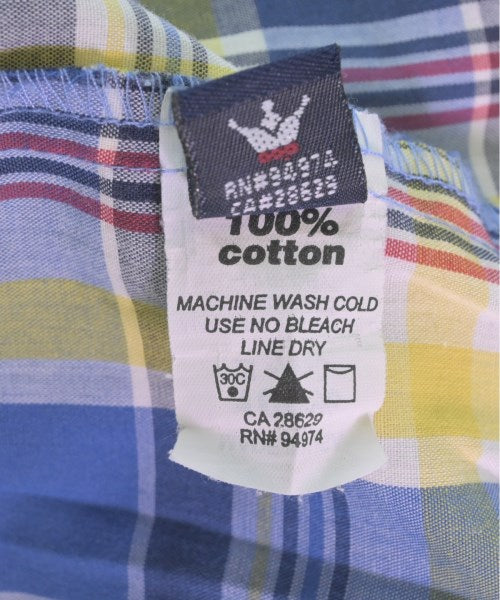 RN#94974
CA#28629
100%
cotton
MACHINE WASH COLD
USE NO BLEACH
LINE DRY
30C
CA 28629
RN# 94974